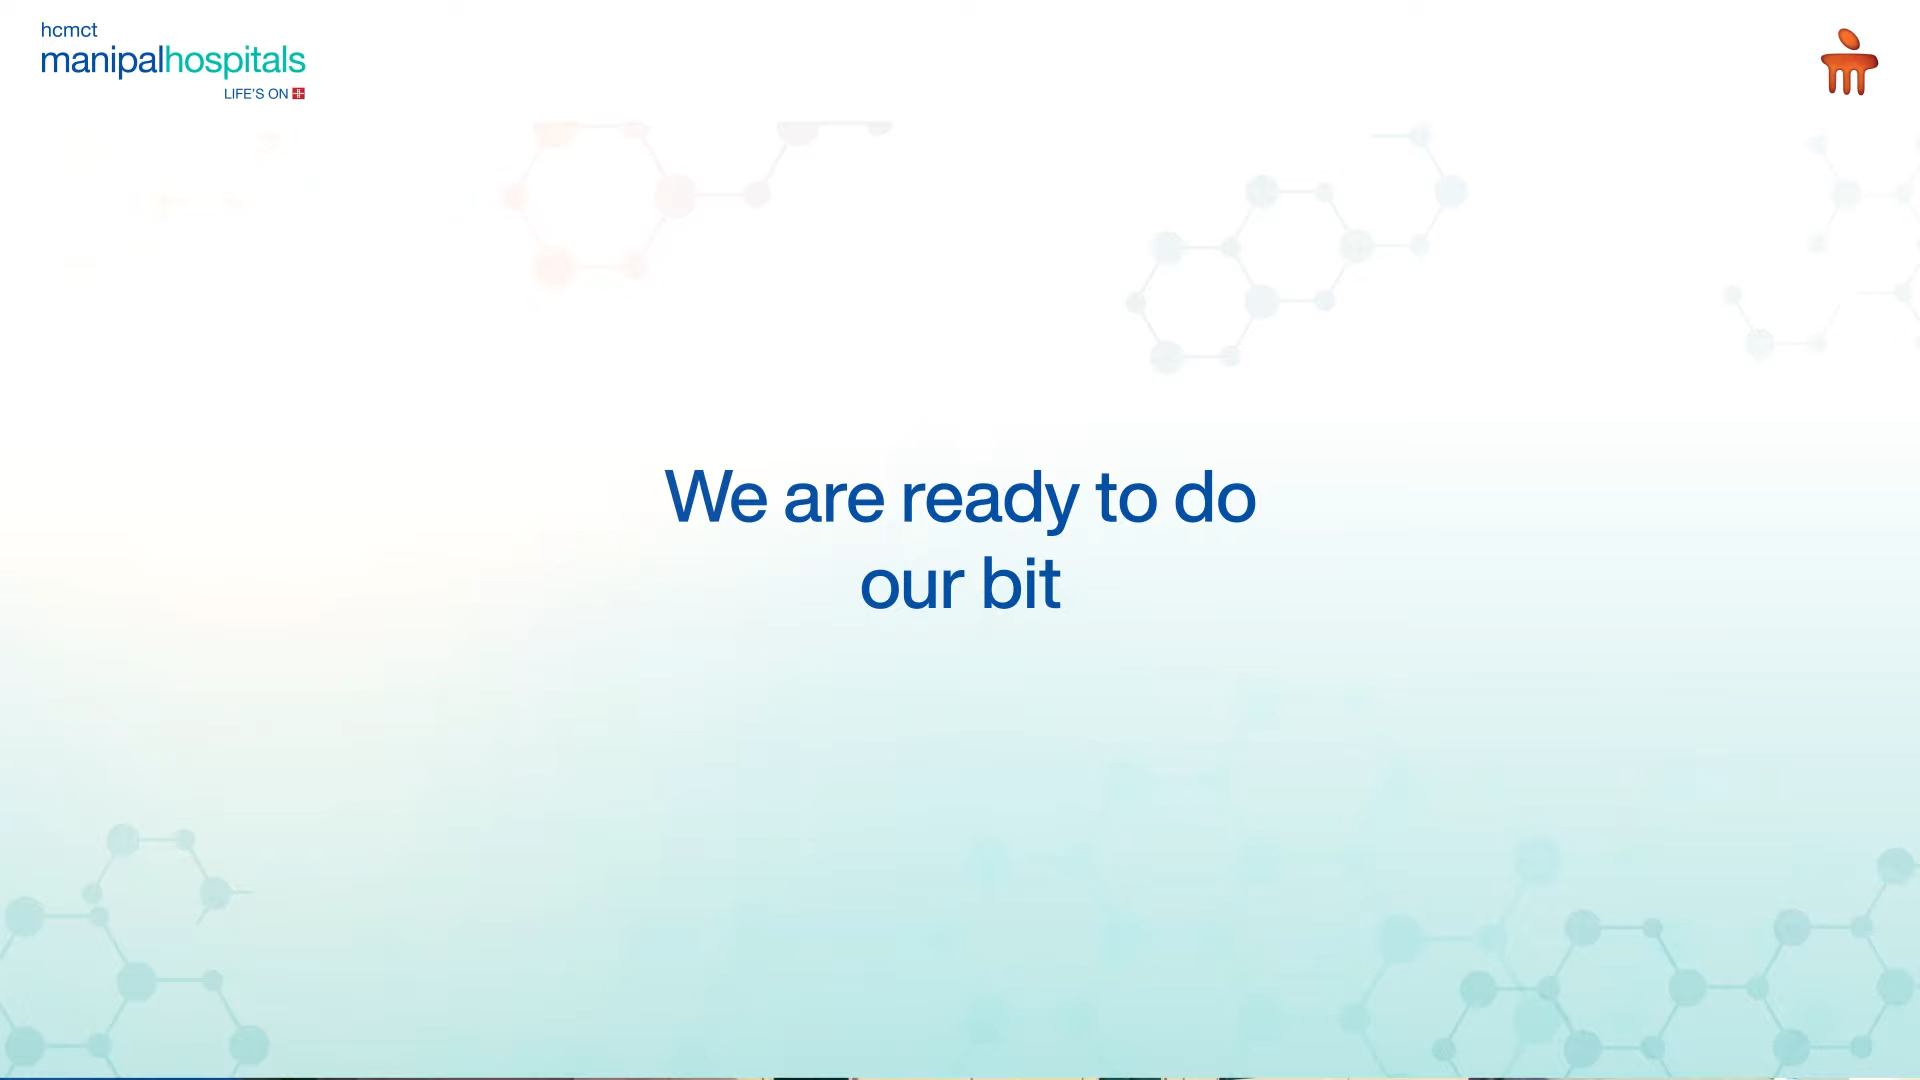 hcmct
manipalhospitals
LIFE'S ON
We are ready to do
our bit